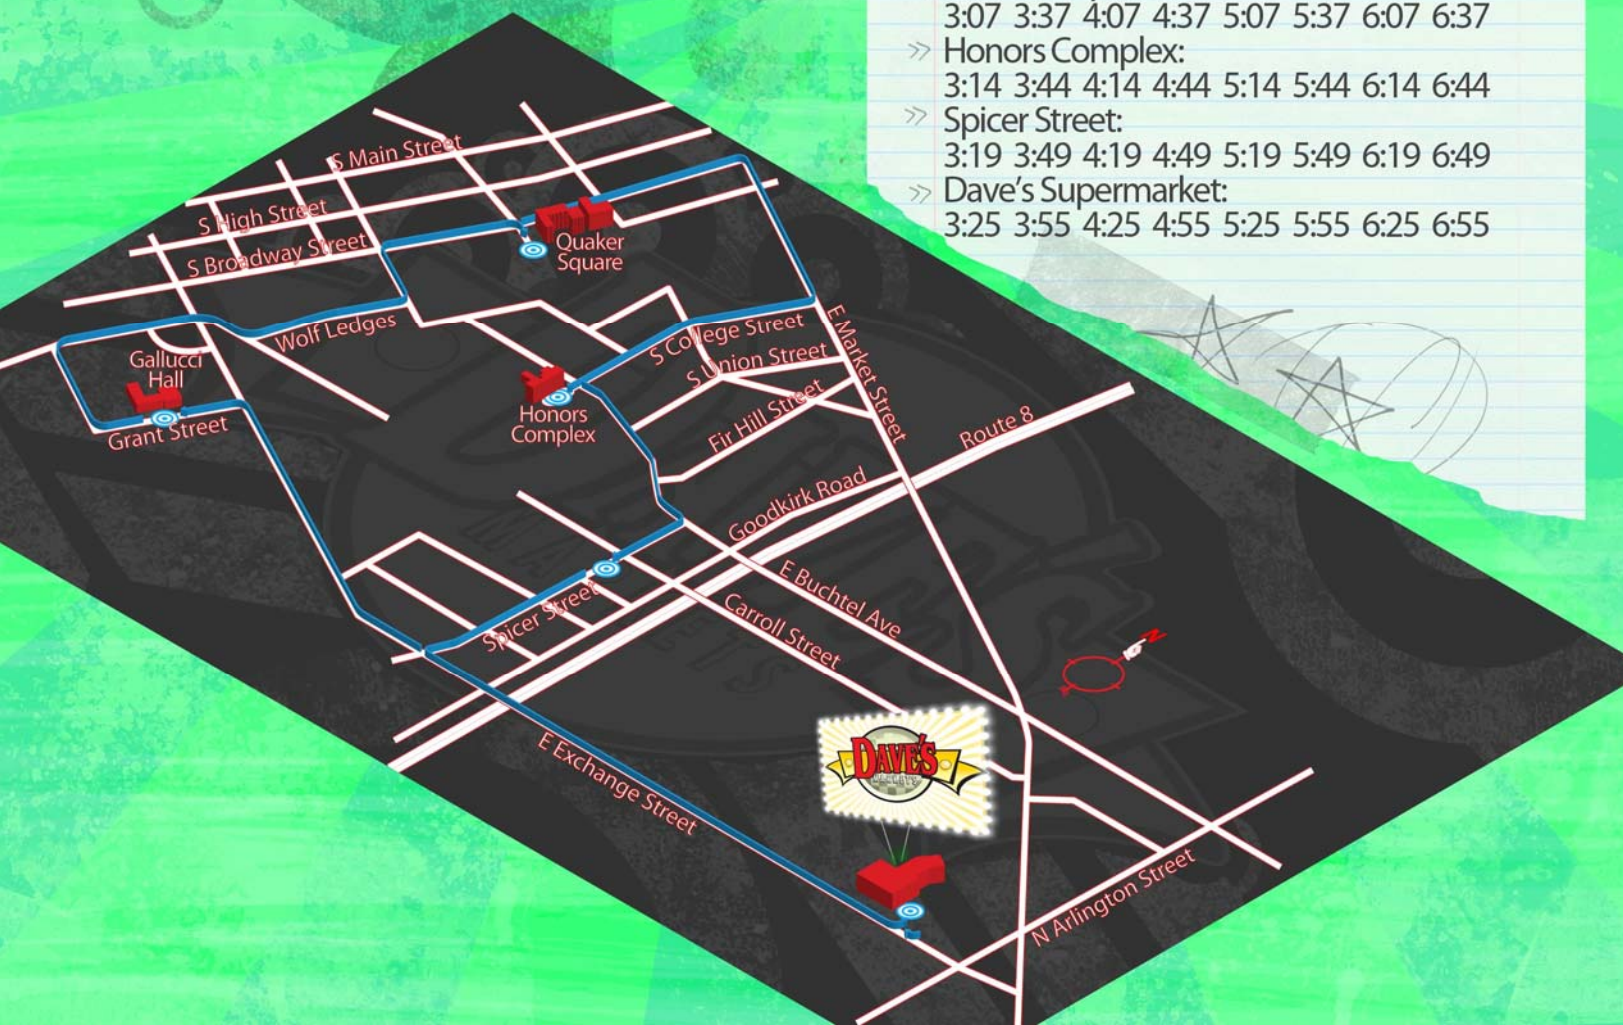 3:07 3:37 4:07 4:37 5:07 5:37 6:07 6:37
» Honors Complex:
3:14 3:44 4:14 4:44 5:14 5:44 6:14 6:44
» Spicer Street:
3:19 3:49 4:19 4:49 5:19 5:49 6:19 6:49
» Dave's Supermarket:
3:25 3:55 4:25 4:55 5:25 5:55 6:25 6:55
S Main Street
S High Street
S Broadway Street
Quaker
Square
Wolf Ledges
Gallucci
Hall
Grant Street
Honors
Complex
S College Street
S Union Street
E Market Street
Fir Hill Street
Route 8
Goodkirk Road
E Buchtel Ave
Carroll Street
Spicer Street
E Exchange Street
N
DAVE'S
N Arlington Street